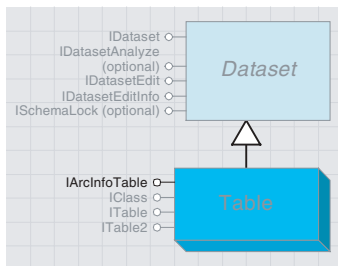 IDataset
IDatasetAnalyze
(optional)
IDatasetEdit
IDatasetEditInfo
ISchemaLock (optional)
Dataset
IArcInfoTable
IClass
ITable
ITable2
Table